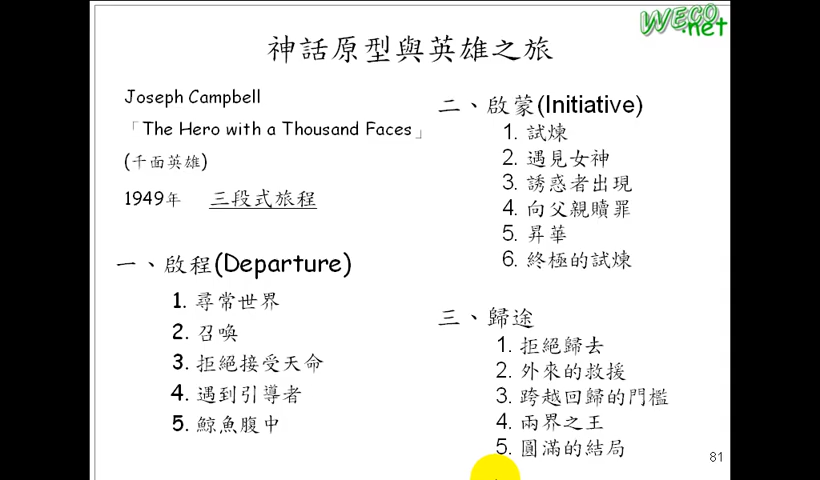 WECO.net
神話原型與英雄之旅
Joseph Campbell
「The Hero with a Thousand Faces」
(千面英雄)
1949年 三段式旅程
一、啟程(Departure)
1. 尋常世界
2. 召喚
3. 拒絕接受天命
4. 遇到引導者
5. 鯨魚腹中
二、啟蒙(Initiative)
1. 試煉
2. 遇見女神
3. 誘惑者出現
4. 向父親贖罪
5. 昇華
6. 終極的試煉
三、歸途
1. 拒絕歸去
2. 外來的救援
3. 跨越回歸的門檻
4. 兩界之王
5. 圓滿的結局
81